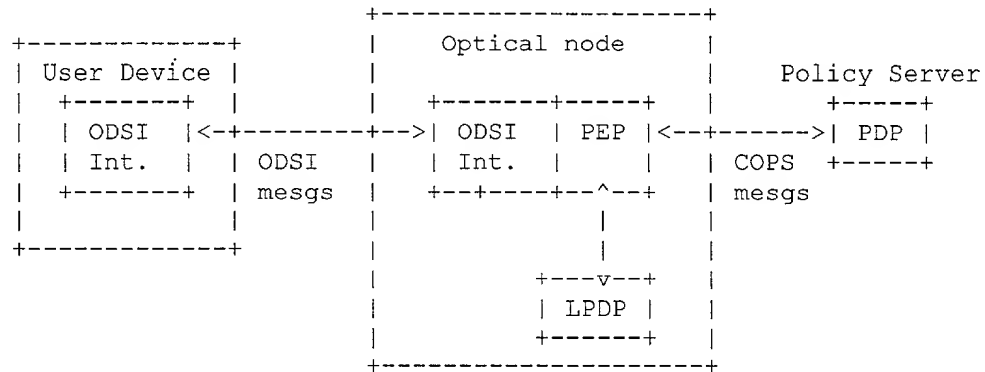 Optical node
User Device
Policy Server
ODSI
Int.
ODSI
mesgs
ODSI
Int.
PEP
COPS
mesgs
PDP
LPDP